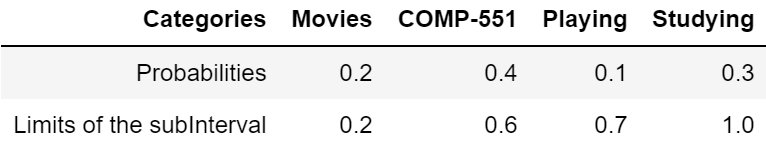 Categories Movies COMP-551 Playing Studying
Probabilities 0.2 0.4 0.1 0.3
Limits of the subInterval 0.2 0.6 0.7 1.0